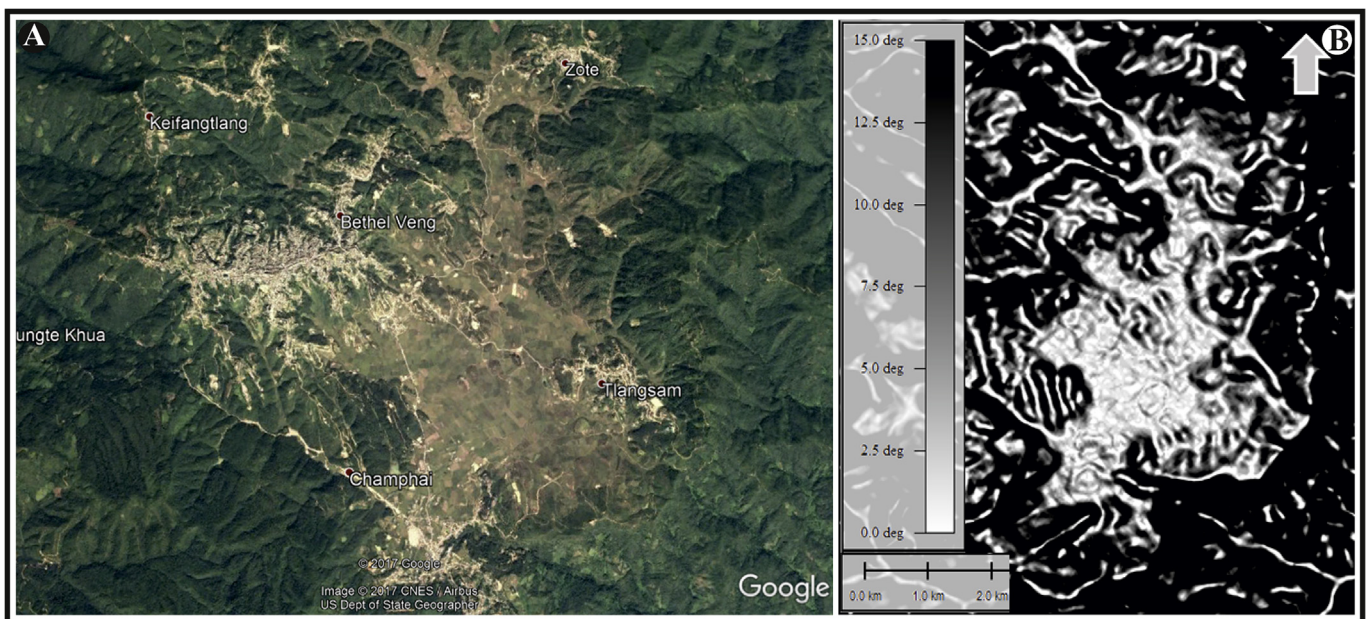 A
Zote
Keifangtlang
Bethel Veng
ungte Khua
Tlangsam
Champhai
© 2017 Google
Image © 2017 CNES / Airbus
US Dept of State Geographer
Google
B
15.0 deg
12.5 deg
10.0 deg
7.5 deg
5.0 deg
2.5 deg
0.0 deg
0.0 km 1.0 km 2.0 km